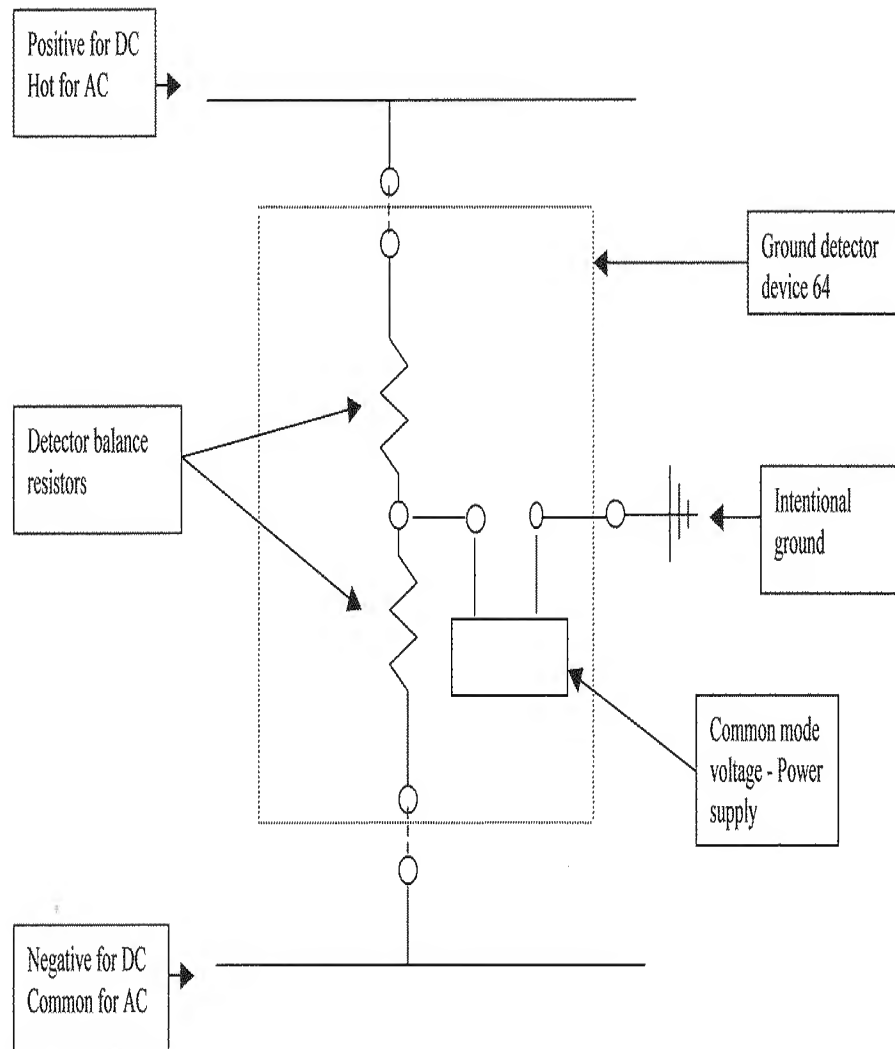 Positive for DC
Hot for AC
Ground detector
device 64
Detector balance
resistors
Intentional
ground
Common mode
voltage - Power
supply
Negative for DC
Common for AC